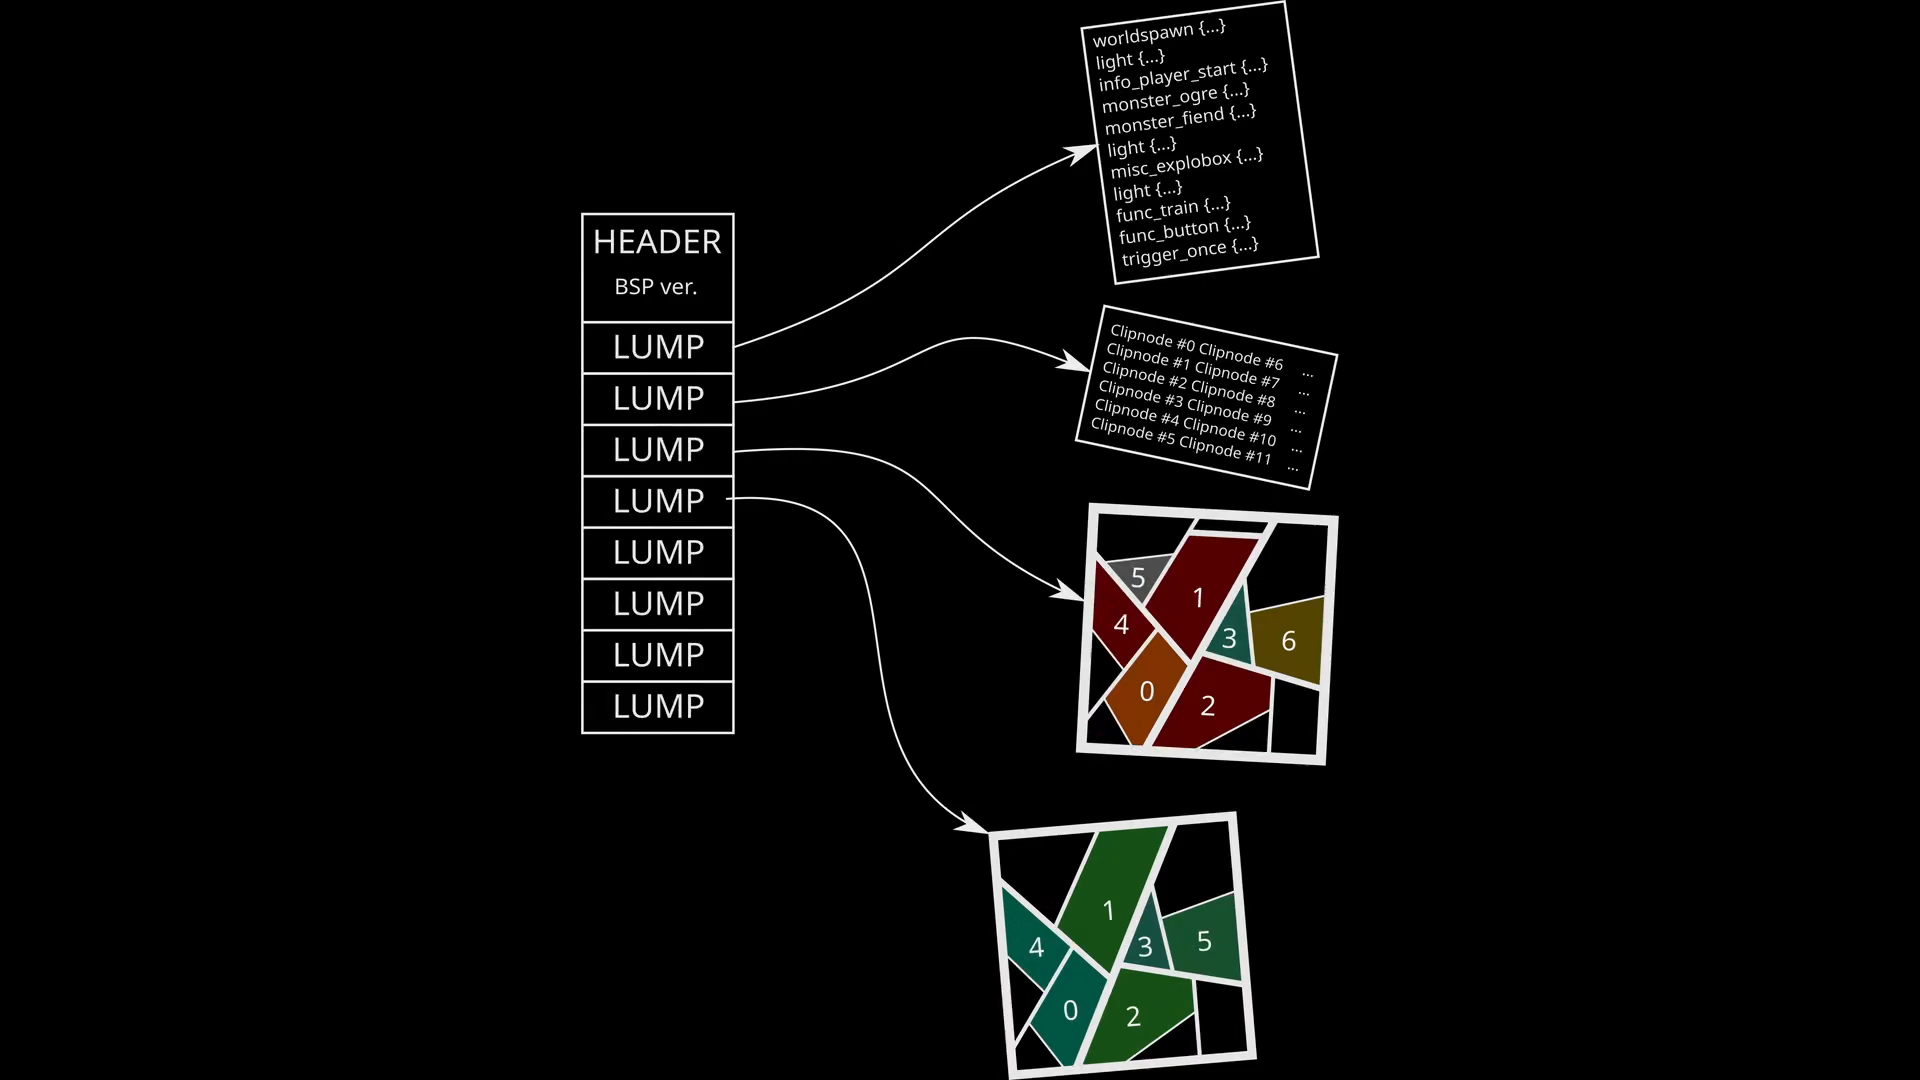 HEADER
BSP ver.
LUMP
LUMP
LUMP
LUMP
LUMP
LUMP
LUMP
LUMP
worldspawn {...}
light {...}
info_player_start {...}
monster_ogre {...}
monster_fiend {...}
light {...}
misc_explobox {...}
light {...}
func_train {...}
func_button {...}
trigger_once {...}
Clipnode #0 Clipnode #6 ...
Clipnode #1 Clipnode #7 ...
Clipnode #2 Clipnode #8 ...
Clipnode #3 Clipnode #9 ...
Clipnode #4 Clipnode #10 ...
Clipnode #5 Clipnode #11 ...
5
1
4
3
6
0
2
1
4
3
5
0
2